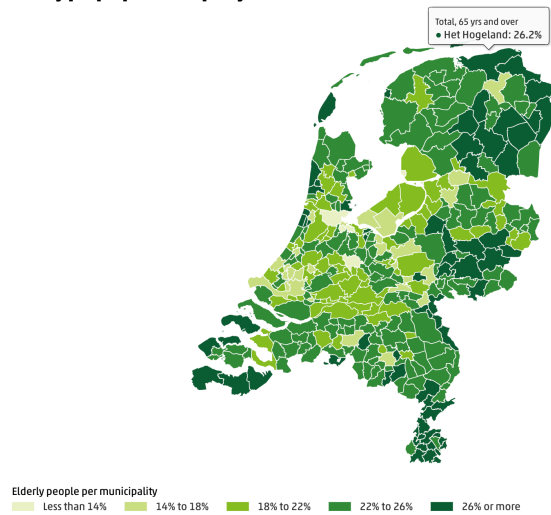 Total, 65 yrs and over
● Het Hogeland: 26.2%
Elderly people per municipality
Less than 14%
14% to 18%
18% to 22%
22% to 26%
26% or more